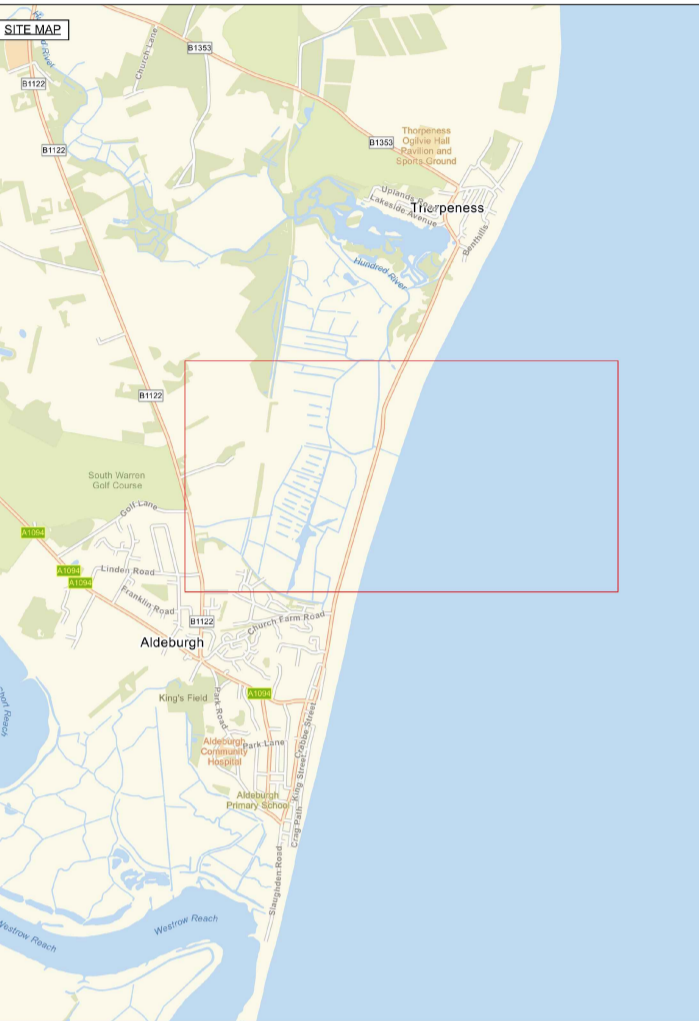 SITE MAP
Church Lane
B1353
River
B1122
B1122
B1353
Thorpeness
Ogilvie Hall
Pavilion and
Sports Ground
Uplands Road
Lakeside Avenue
Thorpeness
Benthills
Hundred River
B1122
South Warren
Golf Course
Golf Lane
A1094
A1094
A1094
Linden Road
Franklin Road
B1122
Church Farm Road
Aldeburgh
King's Field
A1094
Park Road
Crabbe Street
Park Lane
King Street
Aldeburgh
Community
Hospital
Aldeburgh
Primary School
Crag Path
Slaughden Road
Reach
Westrow Reach
Westrow Reach